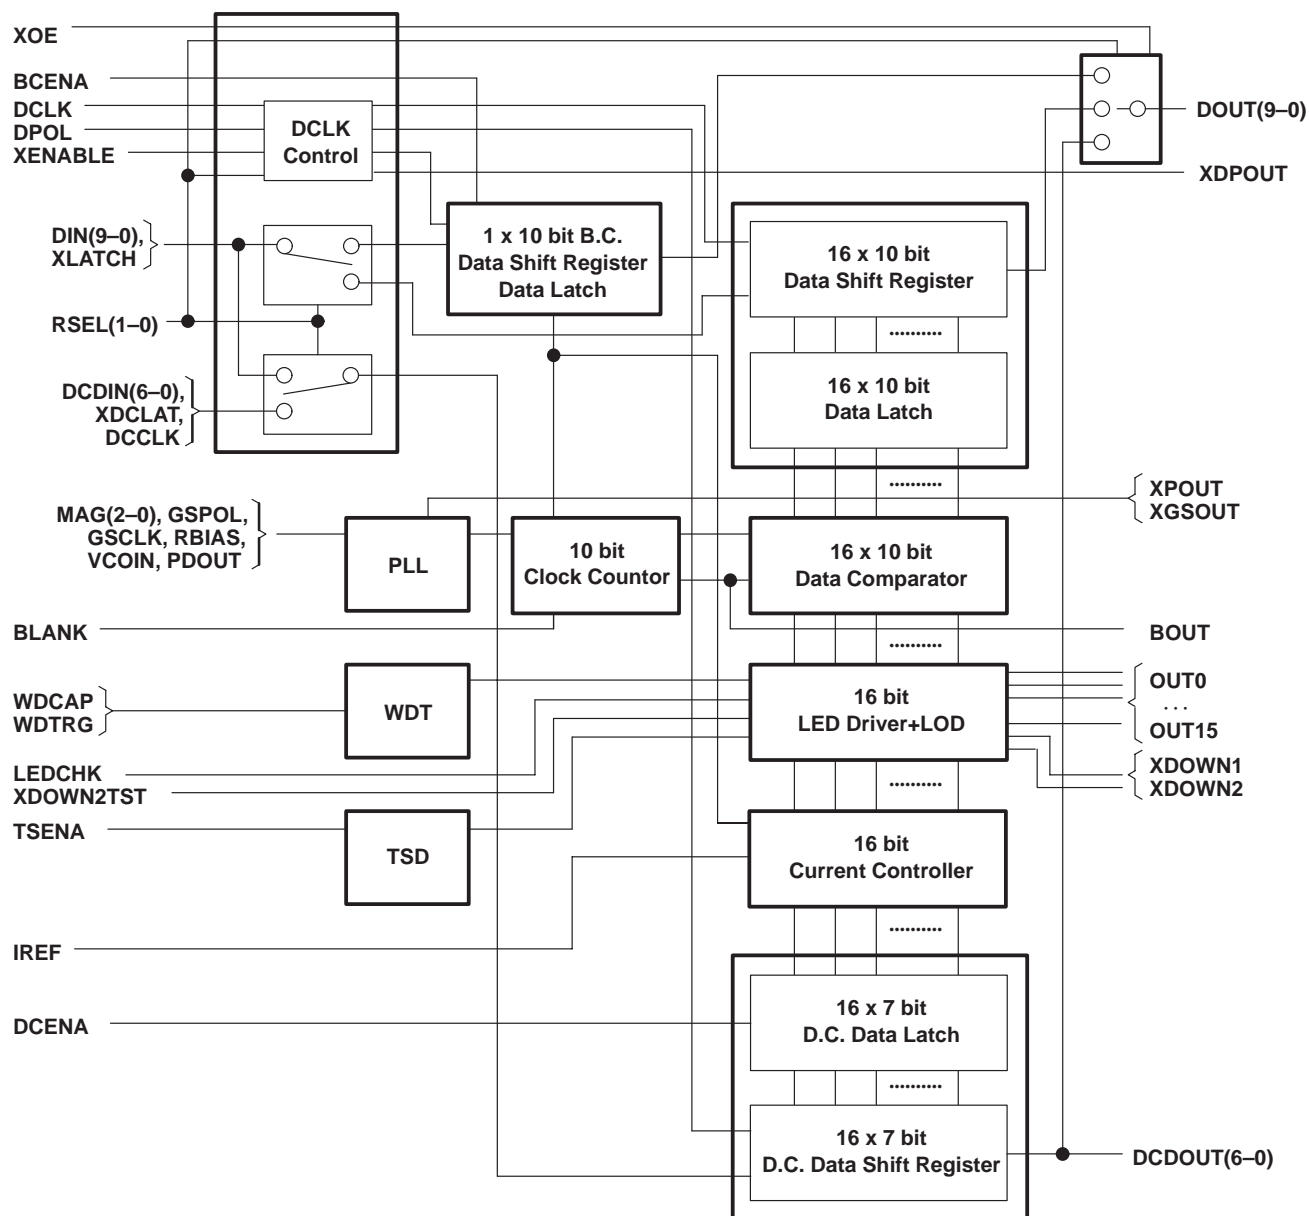 XOE
BCENA
DCLK
DPOL
XENABLE
DCLK
Control
DOUT(9–0)
XDPOUT
DIN(9–0),
XLATCH
1 x 10 bit B.C.
Data Shift Register
Data Latch
16 x 10 bit
Data Shift Register
RSEL(1–0)
DCDIN(6–0),
XDCLAT,
DCCLK
16 x 10 bit
Data Latch
MAG(2–0), GSPOL,
GSCLK, RBIAS,
VCOIN, PDOUT
PLL
10 bit
Clock Countor
16 x 10 bit
Data Comparator
XPOUT
XGSOUT
BLANK
BOUT
WDCAP
WDTRG
WDT
16 bit
LED Driver+LOD
OUT0
...
OUT15
LEDCHK
XDOWN2TST
XDOWN1
XDOWN2
TSENA
TSD
16 bit
Current Controller
IREF
DCENA
16 x 7 bit
D.C. Data Latch
16 x 7 bit
D.C. Data Shift Register
DCDOUT(6–0)